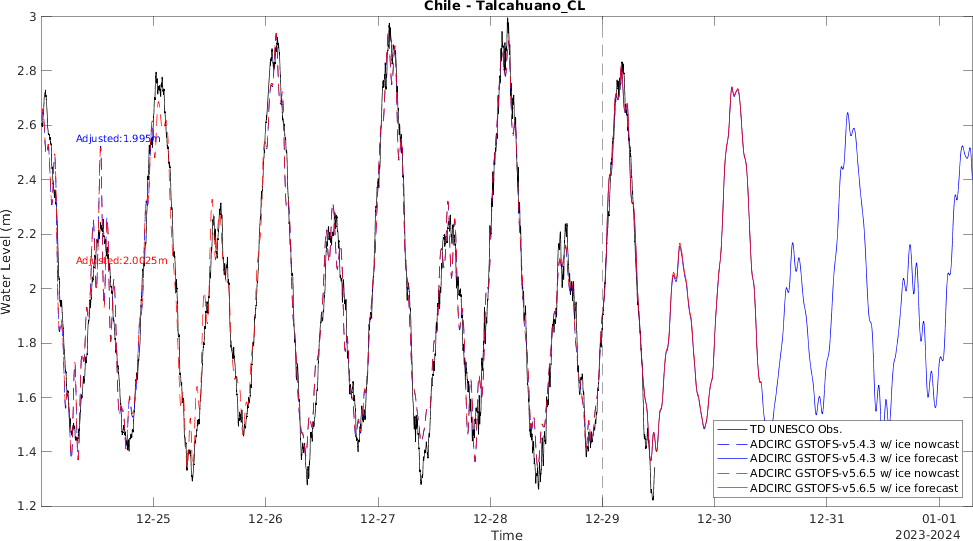 Chile - Talcahuano_CL
Water Level (m)
3
2.8
2.6
2.4
2.2
2
1.8
1.6
1.4
1.2
Adjusted:1.995m
Adjusted:2.0025m
TD UNESCO Obs.
ADCIRC GSTOFS-v5.4.3 w/ ice nowcast
ADCIRC GSTOFS-v5.4.3 w/ ice forecast
ADCIRC GSTOFS-v5.6.5 w/ ice nowcast
ADCIRC GSTOFS-v5.6.5 w/ ice forecast
12-25
12-26
12-27
12-28
12-29
12-30
12-31
01-01
Time
2023-2024